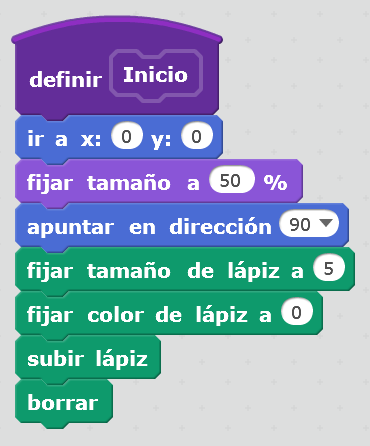 definir Inicio
ir a x: 0 y: 0
fijar tamaño a 50 %
apuntar en dirección 90
fijar tamaño de lápiz a 5
fijar color de lápiz a 0
subir lápiz
borrar